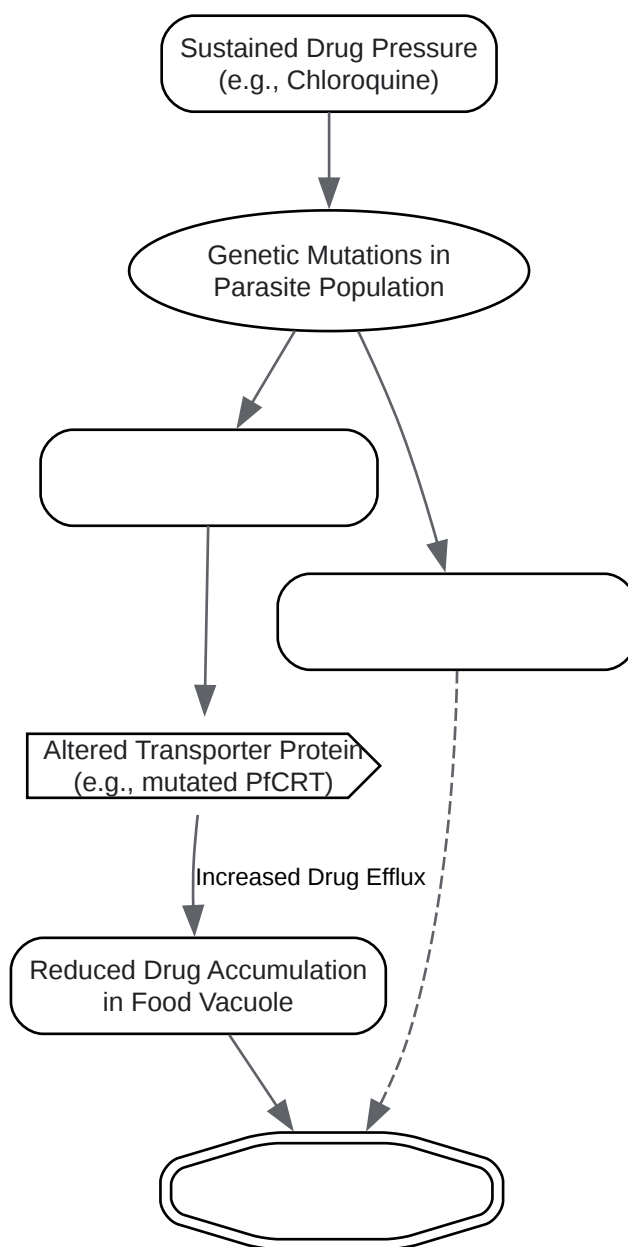 Sustained Drug Pressure
(e.g., Chloroquine)
Genetic Mutations in
Parasite Population
Altered Transporter Protein
(e.g., mutated PfCRT)
Increased Drug Efflux
Reduced Drug Accumulation
in Food Vacuole